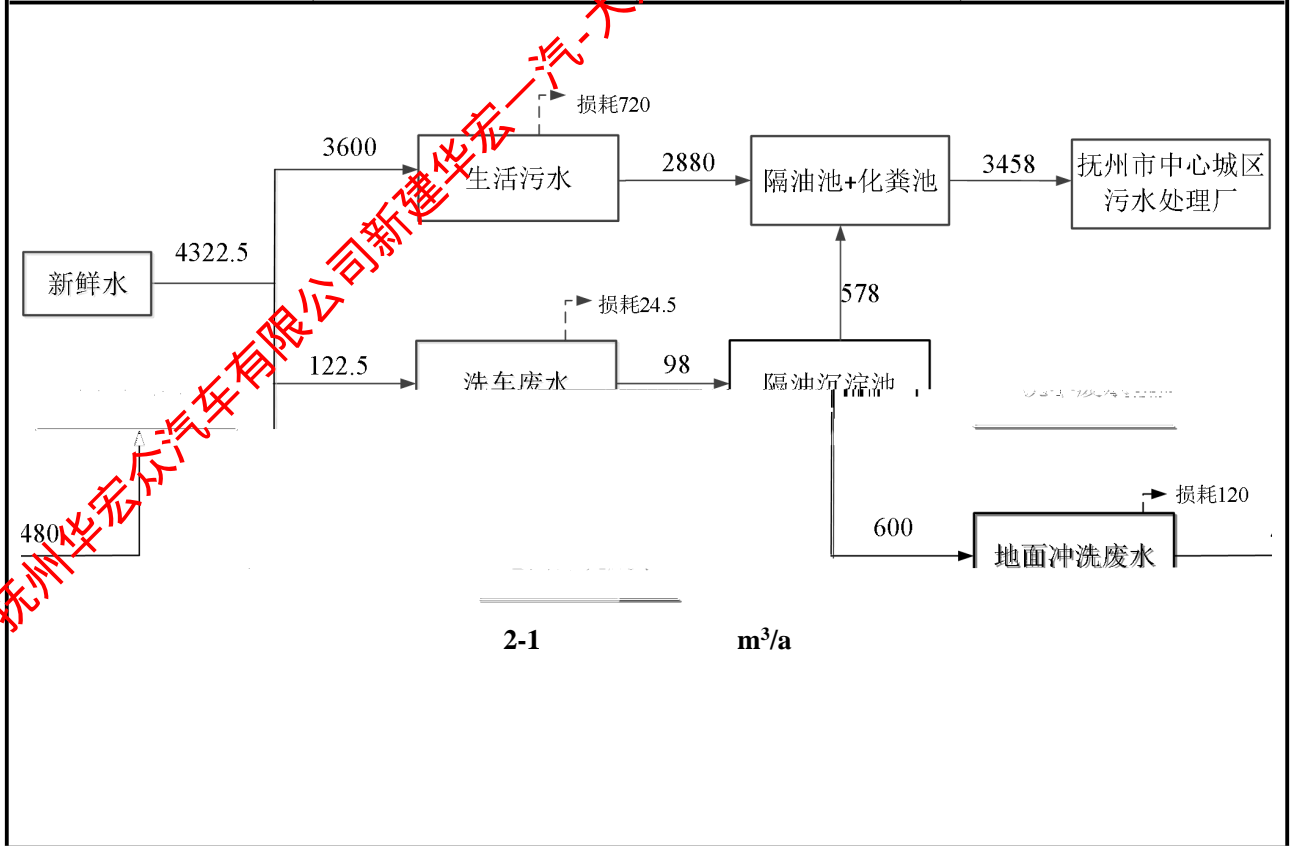 损耗720
3600
生活污水
2880
隔油池+化粪池
3458
抚州市中心城区
污水处理厂
4322.5
新鲜水
578
损耗24.5
122.5
洗车废水
98
隔油沉淀池
480
损耗120
600
地面冲洗废水
2-1 m³/a
抚州华宏众汽车有限公司新建华宏一汽-大